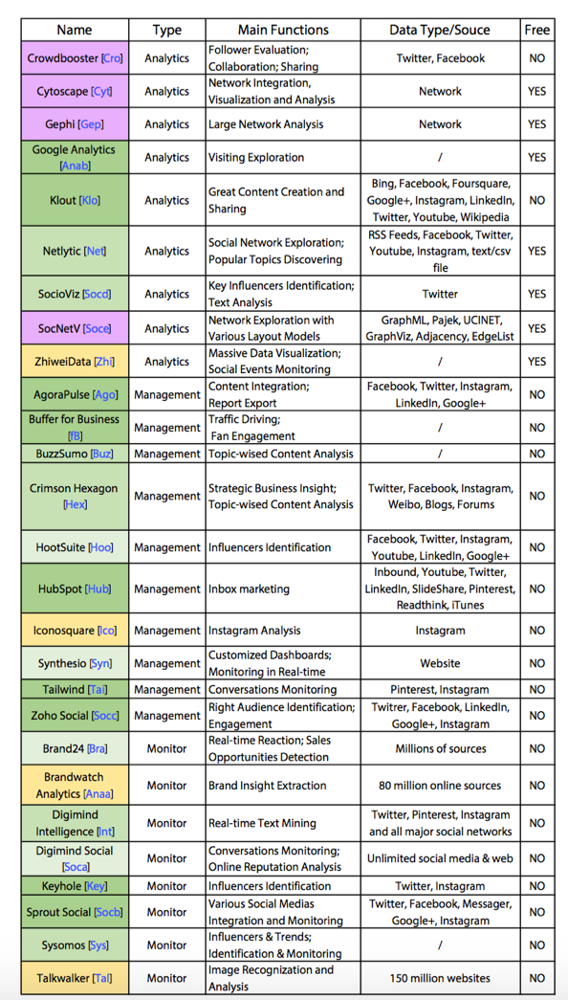 Name Type Main Functions Data Type/Souce Free
Crowdbooster [Cro] Analytics Follower Evaluation; Twitter, Facebook NO
Collaboration; Sharing
Cytoscape [Cyt] Analytics Network Integration, Network YES
Visualization and Analysis
Gephi [Gep] Analytics Large Network Analysis Network YES
Google Analytics Analytics Visiting Exploration / YES
[Anab]
Klout [Klo] Analytics Great Content Creation and Bing, Facebook, Foursquare, NO
Sharing Google+, Instagram, LinkedIn,
Twitter, Youtube, Wikipedia
Netlytic [Net] Analytics Social Network Exploration; RSS Feeds, Facebook, Twitter, YES
Popular Topics Discovering Youtube, Instagram, text/csv
file
SocioViz [Socd] Analytics Key Influencers Identification; Twitter YES
Text Analysis
SocNetV [Soce] Analytics Network Exploration with GraphML, Pajek, UCINET, YES
Various Layout Models GraphViz, Adjacency, EdgeList
ZhiweiData [Zhi] Analytics Massive Data Visualization; / YES
Social Events Monitoring
AgoraPulse [Ago] Management Content Integration; Facebook, Twitter, Instagram, NO
Report Export LinkedIn, Google+
Buffer for Business Management Traffic Driving; / NO
[fB] Fan Engagement
BuzzSumo [Buz] Management Topic-wised Content Analysis / NO
Crimson Hexagon Management Strategic Business Insight; Twitter, Facebook, Instagram, NO
[Hex] Topic-wised Content Analysis Weibo, Blogs, Forums
HootSuite [Hoo] Management Influencers Identification Facebook, Twitter, Instagram, NO
Youtube, LinkedIn, Google+
HubSpot [Hub] Management Inbox marketing Inbound, Youtube, Twitter, NO
LinkedIn, SlideShare, Pinterest,
Readthink, iTunes
Iconosquare [Ico] Management Instagram Analysis Instagram NO
Synthesio [Syn] Management Customized Dashboards; Website NO
Monitoring in Real-time
Tailwind [Tai] Management Conversations Monitoring Pinterest, Instagram NO
Zoho Social [Socc] Management Right Audience Identification; Twitrer, Facebook, LinkedIn, NO
Engagement Google+, Instagram
Brand24 [Bra] Monitor Real-time Reaction; Sales Millions of sources NO
Opportunities Detection
Brandwatch Monitor Brand Insight Extraction 80 million online sources NO
Analytics [Anaa]
Digimind Monitor Real-time Text Mining Twitter, Pinterest, Instagram NO
Intelligence [Int] and all major social networks
Digimind Social Monitor Conversations Monitoring; Unlimited social media & web NO
[Soca] Online Reputation Analysis
Keyhole [Key] Monitor Influencers Identification Twitter, Instagram NO
Sprout Social [Socb] Monitor Various Social Medias Twitter, Facebook, Messager, NO
Integration and Monitoring Google+, Instagram
Sysomos [Sys] Monitor Influencers & Trends; / NO
Identification & Monitoring
Talkwalker [Tal] Monitor Image Recognization and 150 million websites NO
Analysis